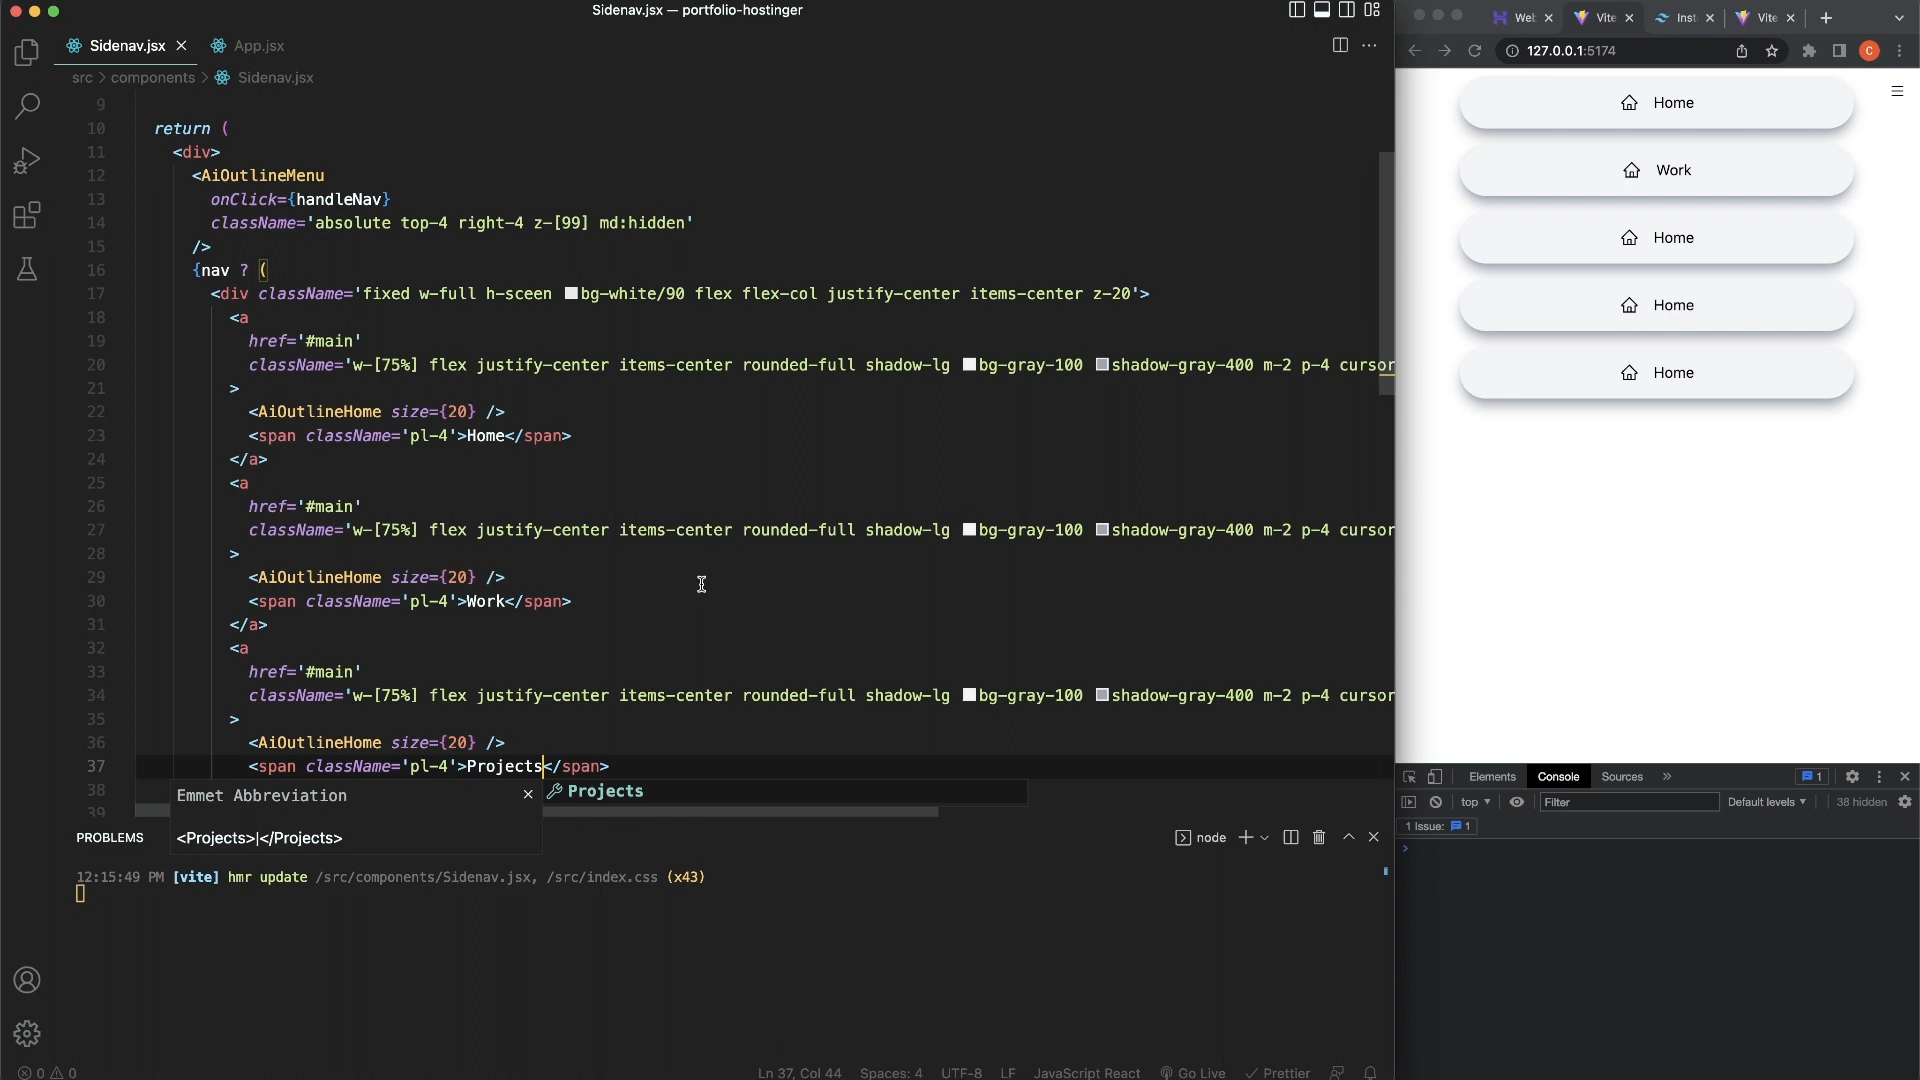 Sidenav.jsx — portfolio-hostinger
Sidenav.jsx
App.jsx
src > components > Sidenav.jsx
9
10 return (
11 <div>
12 <AiOutlineMenu
13 onClick={handleNav}
14 className='absolute top-4 right-4 z-[99] md:hidden'
15 />
16 {nav ? (
17 <div className='fixed w-full h-sceen bg-white/90 flex flex-col justify-center items-center z-20'>
18 <a
19 href='#main'
20 className='w-[75%] flex justify-center items-center rounded-full shadow-lg bg-gray-100 shadow-gray-400 m-2 p-4 cursor
21 >
22 <AiOutlineHome size={20} />
23 <span className='pl-4'>Home</span>
24 </a>
25 <a
26 href='#main'
27 className='w-[75%] flex justify-center items-center rounded-full shadow-lg bg-gray-100 shadow-gray-400 m-2 p-4 cursor
28 >
29 <AiOutlineHome size={20} />
30 <span className='pl-4'>Work</span>
31 </a>
32 <a
33 href='#main'
34 className='w-[75%] flex justify-center items-center rounded-full shadow-lg bg-gray-100 shadow-gray-400 m-2 p-4 cursor
35 >
36 <AiOutlineHome size={20} />
37 <span className='pl-4'>Projects</span>
38
39
Emmet Abbreviation
<Projects>|</Projects>
Projects
PROBLEMS
node
12:15:49 PM [vite] hmr update /src/components/Sidenav.jsx, /src/index.css (x43)
0 0
Ln 37, Col 44 Spaces: 4 UTF-8 LF JavaScript React Go Live Prettier
Web Vite Inst Vite
127.0.0.1:5174
C
Home
Work
Home
Home
Home
Elements Console Sources » 1
top Filter Default levels 38 hidden
1 Issue: 1